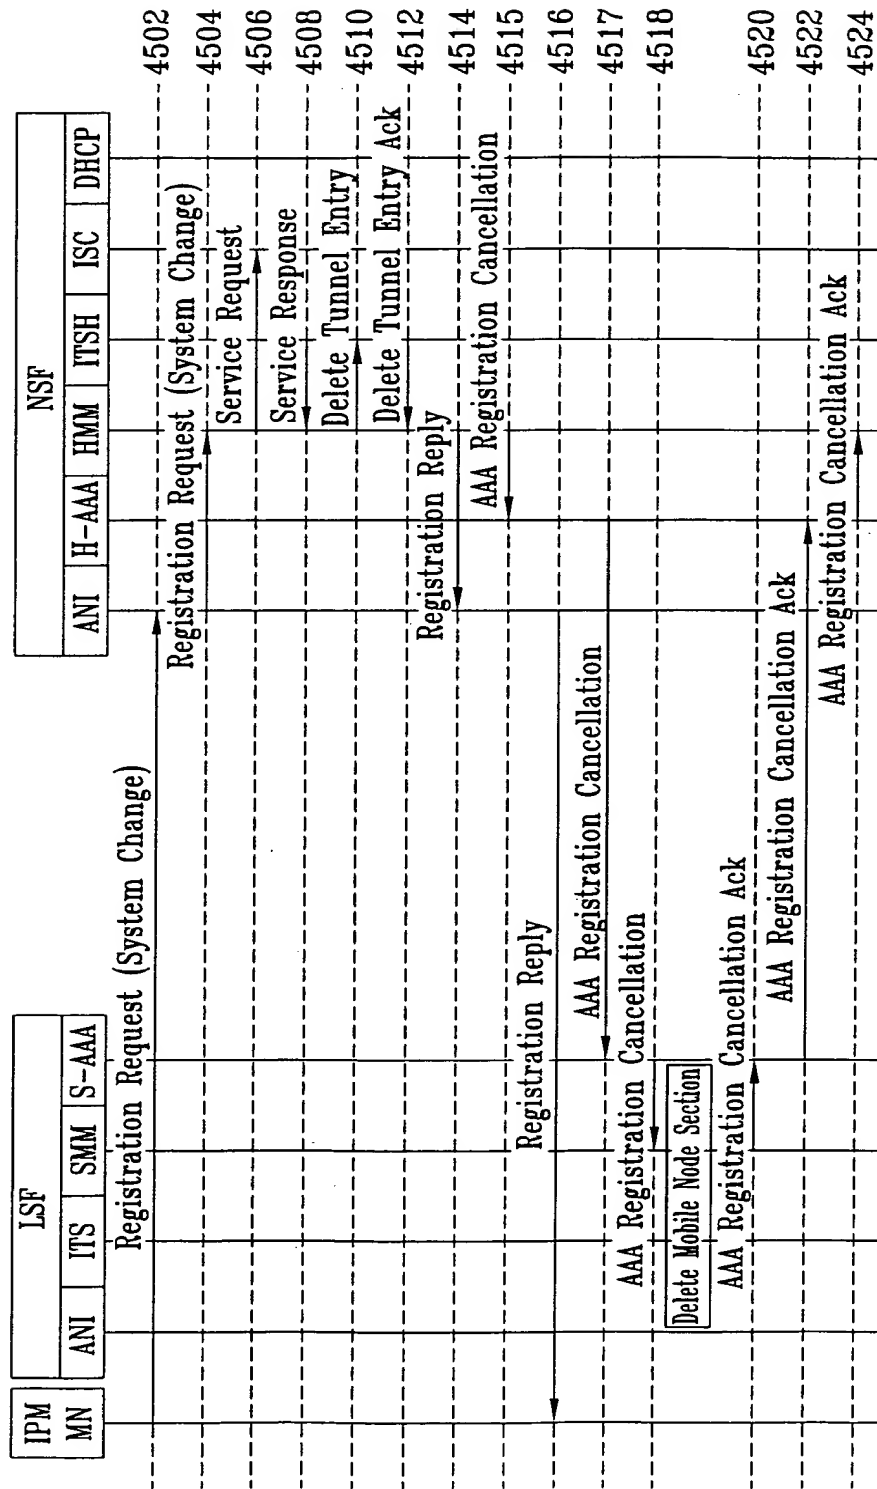 IPM
LSF
NSF
MN
ANI
ITS
SMM
S-AAA
ANI
H-AAA
HMM
ITSH
ISC
DHCP
Registration Request (System Change)
4502
Registration Request (System Change)
4504
Service Request
4506
Service Response
4508
Delete Tunnel Entry
4510
Delete Tunnel Entry Ack
4512
Registration Reply
4514
AAA Registration Cancellation
4515
Registration Reply
4516
AAA Registration Cancellation
4517
AAA Registration Cancellation
4518
Delete Mobile Node Section
AAA Registration Cancellation Ack
4520
AAA Registration Cancellation Ack
4522
AAA Registration Cancellation Ack
4524